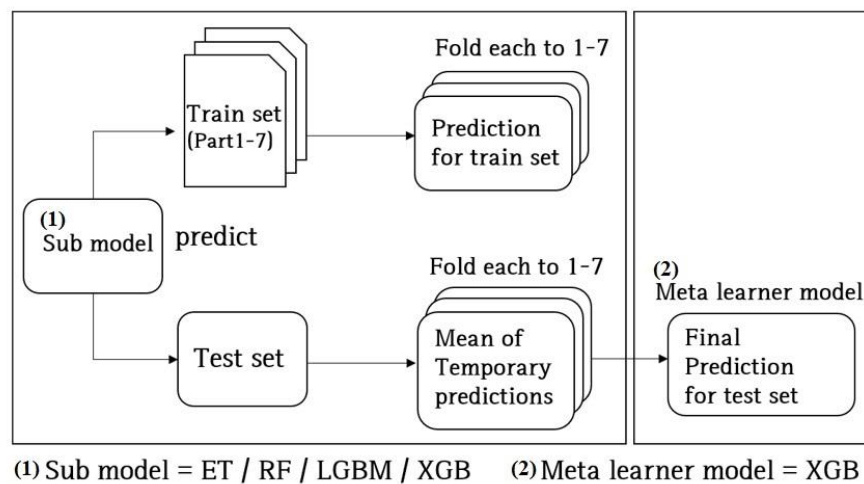 Fold each to 1-7
Train set
(Part1-7)
Prediction
for train set
(1)
Sub model
predict
Fold each to 1-7
(2)
Meta learner model
Test set
Mean of
Temporary
predictions
Final
Prediction
for test set
(1) Sub model = ET / RF / LGBM / XGB
(2) Meta learner model = XGB